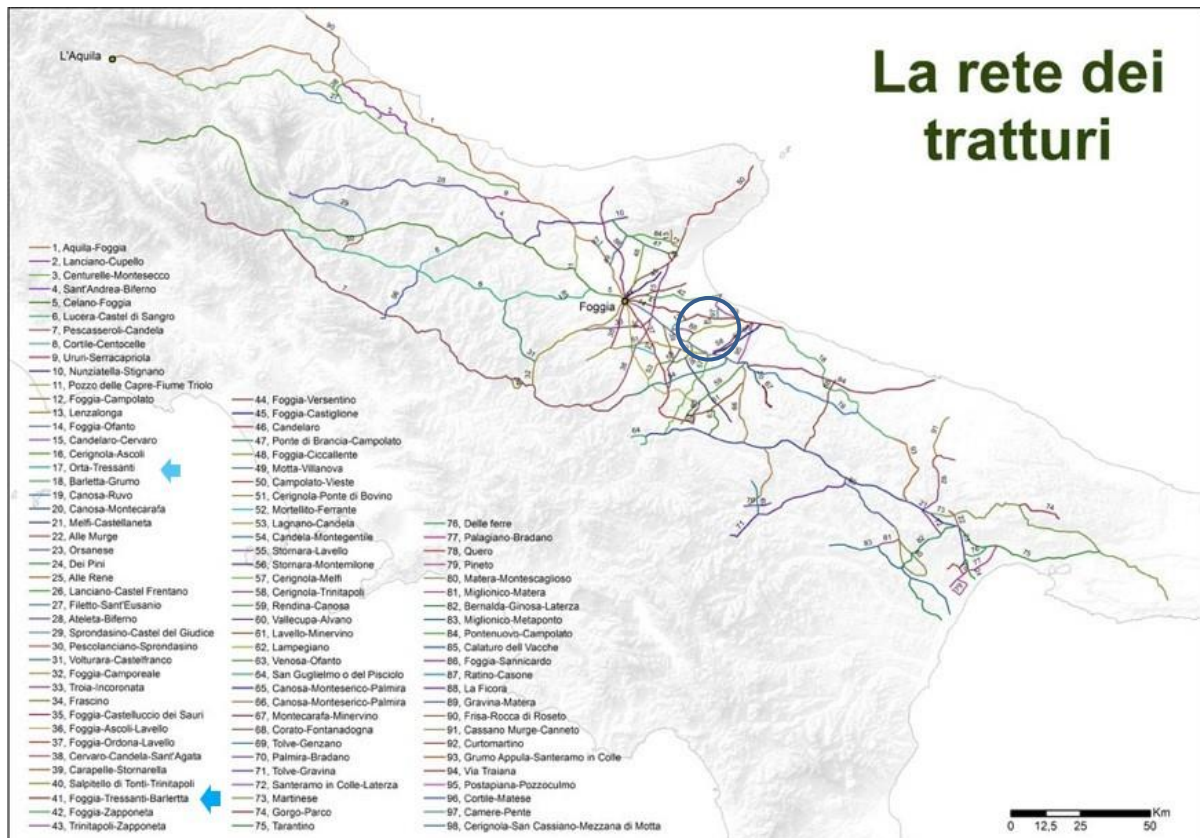 La rete dei
tratturi
L'Aquila
Foggia
1, Aquila-Foggia
2, Lanciano-Cupello
3, Centurelle-Montesecco
4, Sant'Andrea-Biferno
5, Celano-Foggia
6, Lucera-Castel di Sangro
7, Pescasseroli-Candela
8, Cortile-Centocelle
9, Ururi-Serracapriola
10, Nunziatella-Stignano
11, Pozzo delle Capre-Fiume Triolo
12, Foggia-Campolato
13, Lenzalonga
14, Foggia-Ofanto
15, Candelaro-Cervaro
16, Cerignola-Ascoli
17, Orta-Tressanti
18, Barletta-Grumo
19, Canosa-Ruvo
20, Canosa-Montecarafa
21, Melfi-Castellaneta
22, Alle Murge
23, Orsanese
24, Dei Pini
25, Alle Rene
26, Lanciano-Castel Frentano
27, Filetto-Sant'Eusanio
28, Ateleta-Biferno
29, Sprondasino-Castel del Giudice
30, Pescolanciano-Sprondasino
31, Volturara-Castelfranco
32, Foggia-Camporeale
33, Troia-Incoronata
34, Frascino
35, Foggia-Castelluccio dei Sauri
36, Foggia-Ascoli-Lavello
37, Foggia-Ordona-Lavello
38, Cervaro-Candela-Sant'Agata
39, Carapelle-Stornarella
40, Salpitello di Tonti-Trinitapoli
41, Foggia-Tressanti-Barlertta
42, Foggia-Zapponeta
43, Trinitapoli-Zapponeta
44, Foggia-Versentino
45, Foggia-Castiglione
46, Candelaro
47, Ponte di Brancia-Campolato
48, Foggia-Ciccallente
49, Motta-Villanova
50, Campolato-Vieste
51, Cerignola-Ponte di Bovino
52, Mortellito-Ferrante
53, Lagnano-Candela
54, Candela-Montegentile
55, Stornara-Lavello
56, Stornara-Montemilone
57, Cerignola-Melfi
58, Cerignola-Trinitapoli
59, Rendina-Canosa
60, Vallecupa-Alvano
61, Lavello-Minervino
62, Lampegiano
63, Venosa-Ofanto
64, San Guglielmo o del Pisciolo
65, Canosa-Monteserico-Palmira
66, Canosa-Monteserico-Palmira
67, Montecarafa-Minervino
68, Corato-Fontanadogna
69, Tolve-Genzano
70, Palmira-Bradano
71, Tolve-Gravina
72, Santeramo in Colle-Laterza
73, Martinese
74, Gorgo-Parco
75, Tarantino
76, Delle ferre
77, Palagiano-Bradano
78, Quero
79, Pineto
80, Matera-Montescaglioso
81, Miglionico-Matera
82, Bernalda-Ginosa-Laterza
83, Miglionico-Metaponto
84, Pontenuovo-Campolato
85, Calaturo dell Vacche
86, Foggia-Sannicardo
87, Ratino-Casone
88, La Ficora
89, Gravina-Matera
90, Frisa-Rocca di Roseto
91, Cassano Murge-Canneto
92, Curtomartino
93, Grumo Appula-Santeramo in Colle
94, Via Traiana
95, Postapiana-Pozzoculmo
96, Cortile-Matese
97, Camere-Pente
98, Cerignola-San Cassiano-Mezzana di Motta
Km
0 12,5 25 50